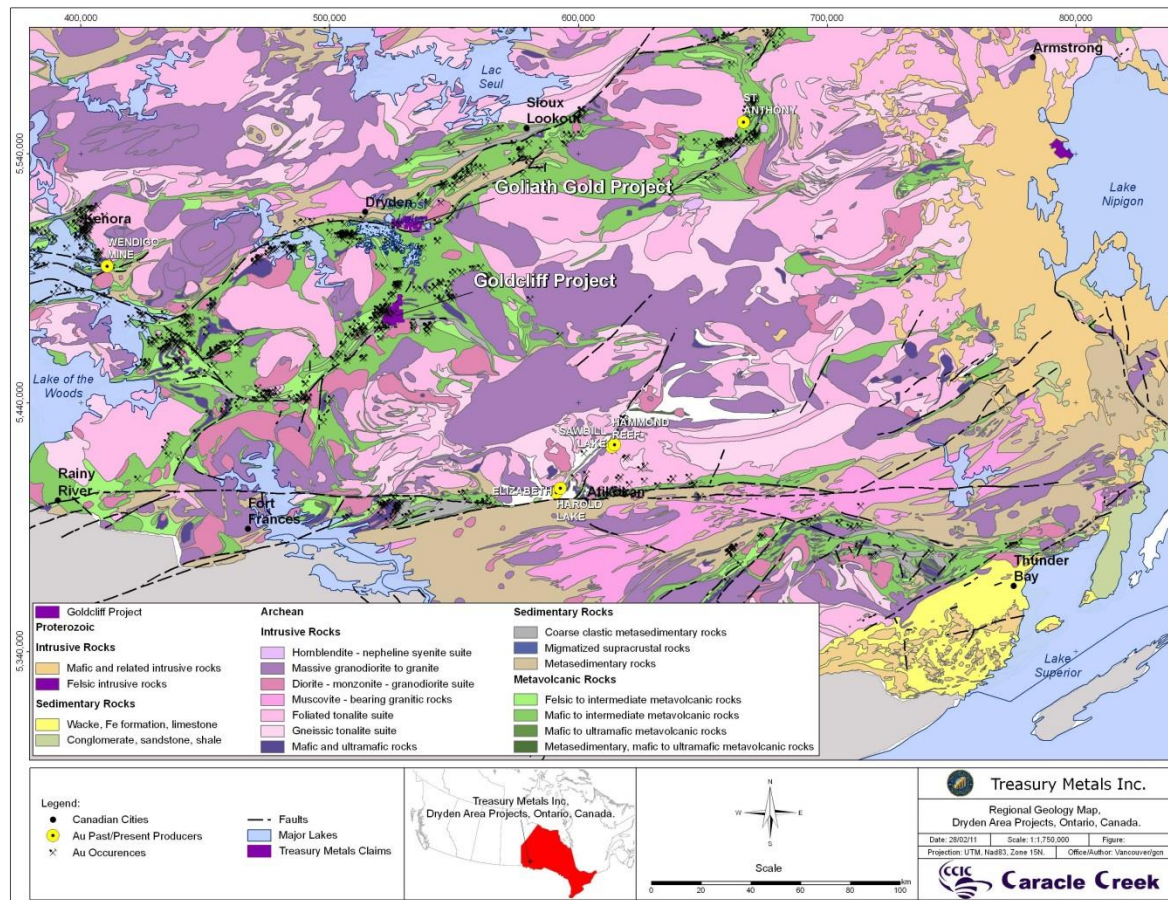 400,000
500,000
600,000
700,000
800,000
Armstrong
Lac
Seul
Sioux
Lookout
ST.
ANTHONY
5,540,000
5,540,000
Goliath Gold Project
Lake
Nipigon
Dryden
Kenora
WENDIGO
MINE
Goldcliff Project
Lake of the
Woods
5,440,000
5,440,000
HAMMOND
REEF
SAWBILL
LAKE
Rainy
River
Fort
Frances
ELIZABETH
Atikokan
HAROLD
LAKE
Thunder
Bay
Lake
Superior
5,340,000
5,340,000
Goldcliff Project
Proterozoic
Intrusive Rocks
Mafic and related intrusive rocks
Felsic intrusive rocks
Sedimentary Rocks
Wacke, Fe formation, limestone
Conglomerate, sandstone, shale
Archean
Intrusive Rocks
Hornblendite - nepheline syenite suite
Massive granodiorite to granite
Diorite - monzonite - granodiorite suite
Muscovite - bearing granitic rocks
Foliated tonalite suite
Gneissic tonalite suite
Mafic and ultramafic rocks
Sedimentary Rocks
Coarse clastic metasedimentary rocks
Migmatized supracrustal rocks
Metasedimentary rocks
Metavolcanic Rocks
Felsic to intermediate metavolcanic rocks
Mafic to intermediate metavolcanic rocks
Mafic to ultramafic metavolcanic rocks
Metasedimentary, mafic to ultramafic metavolcanic rocks
Legend:
Canadian Cities
Au Past/Present Producers
Au Occurences
Faults
Major Lakes
Treasury Metals Claims
Treasury Metals Inc.
Dryden Area Projects, Ontario, Canada.
N
W
E
S
Scale
km
0 10 20 40 60 80 100
Treasury Metals Inc.
Regional Geology Map,
Dryden Area Projects, Ontario, Canada.
Date: 28/02/11 Scale: 1:1,750,000 Figure:
Projection: UTM, Nad83, Zone 15N. Office/Author: Vancouver/gcn
CCIC Caracle Creek